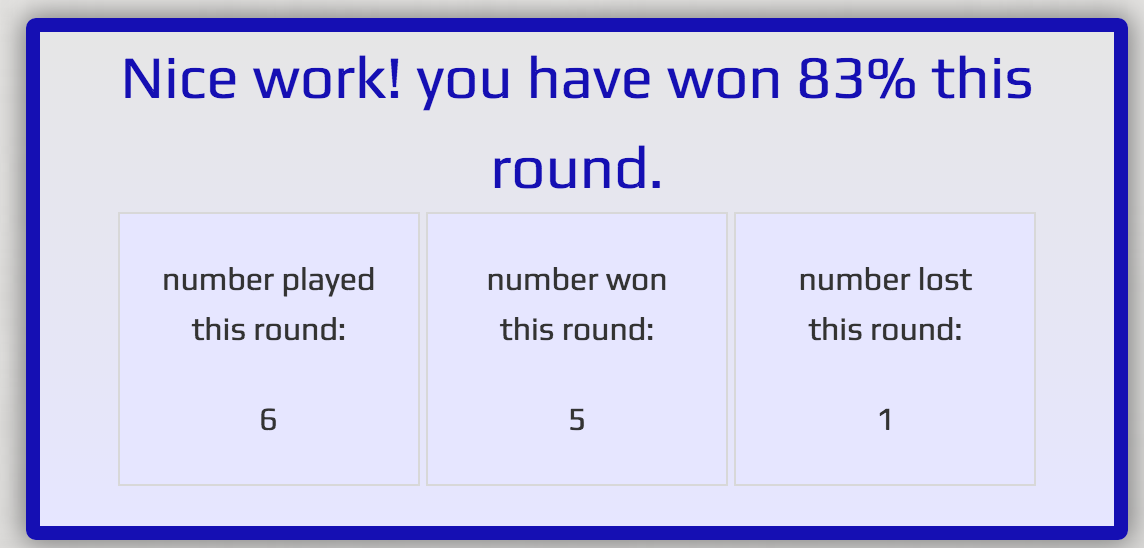 Nice work! you have won 83% this
round.
number played
this round:
6
number won
this round:
5
number lost
this round:
1